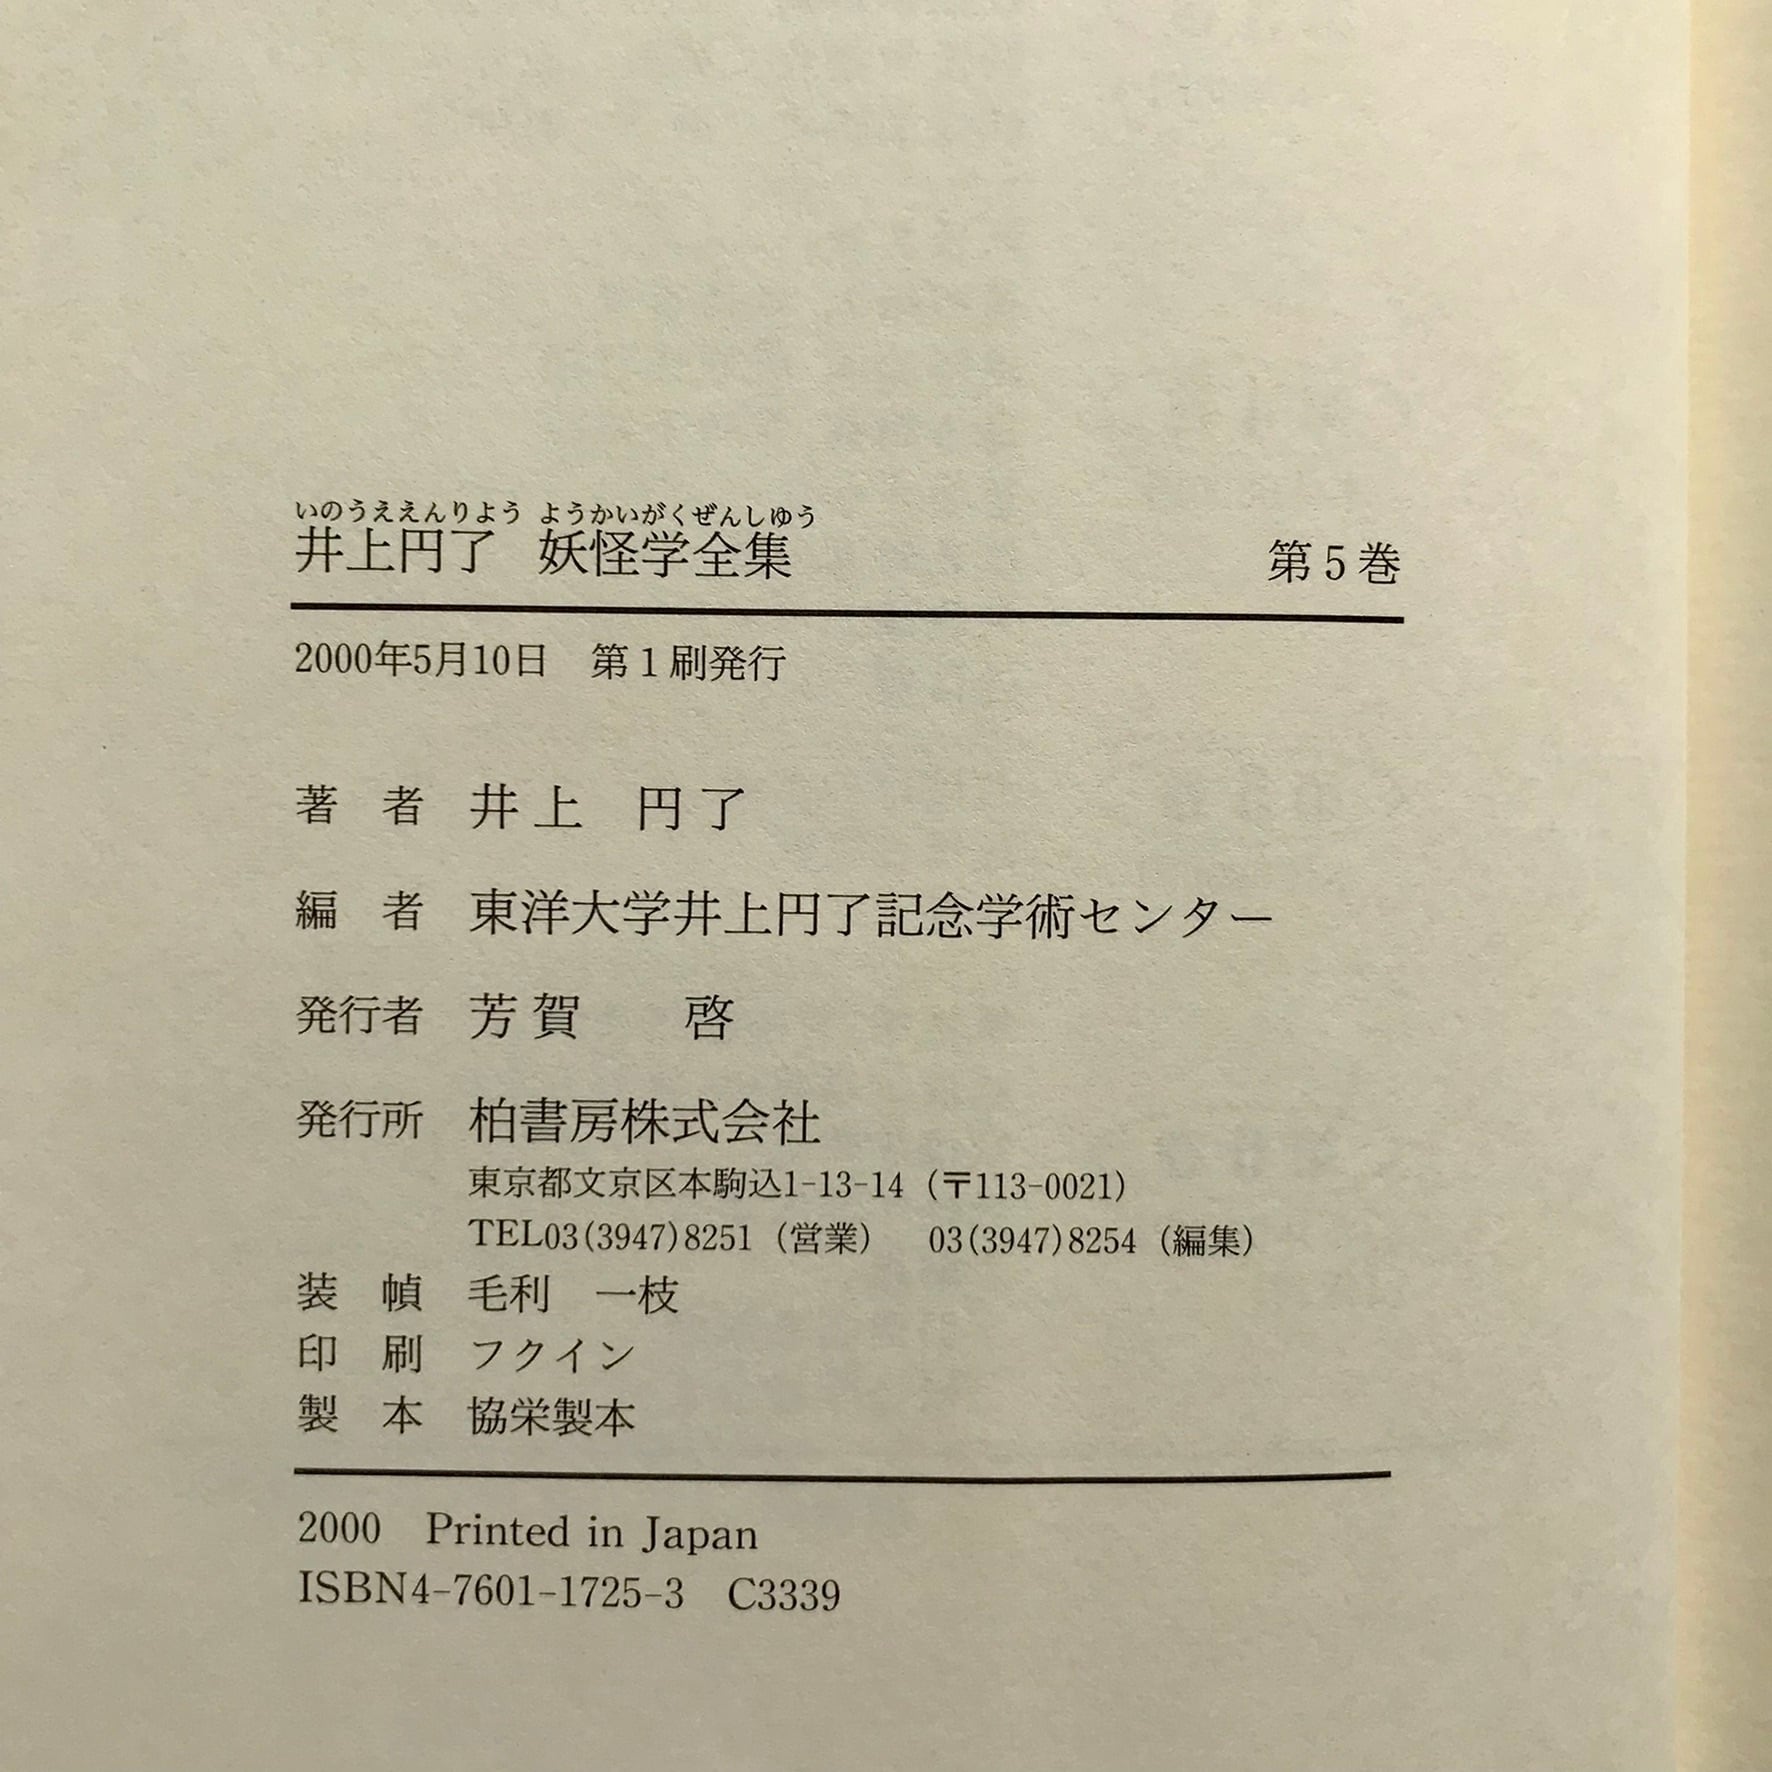 いのうええんりよう ようかいがくぜんしゆう
井上円了 妖怪学全集 第5巻
2000年5月10日 第1刷発行
著 者 井上 円了
編 者 東洋大学井上円了記念学術センター
発行者 芳賀 啓
発行所 柏書房株式会社
東京都文京区本駒込1-13-14（〒113-0021）
TEL03(3947)8251（営業） 03(3947)8254（編集）
装 幀 毛利 一枝
印 刷 フクイン
製 本 協栄製本
2000 Printed in Japan
ISBN4-7601-1725-3 C3339